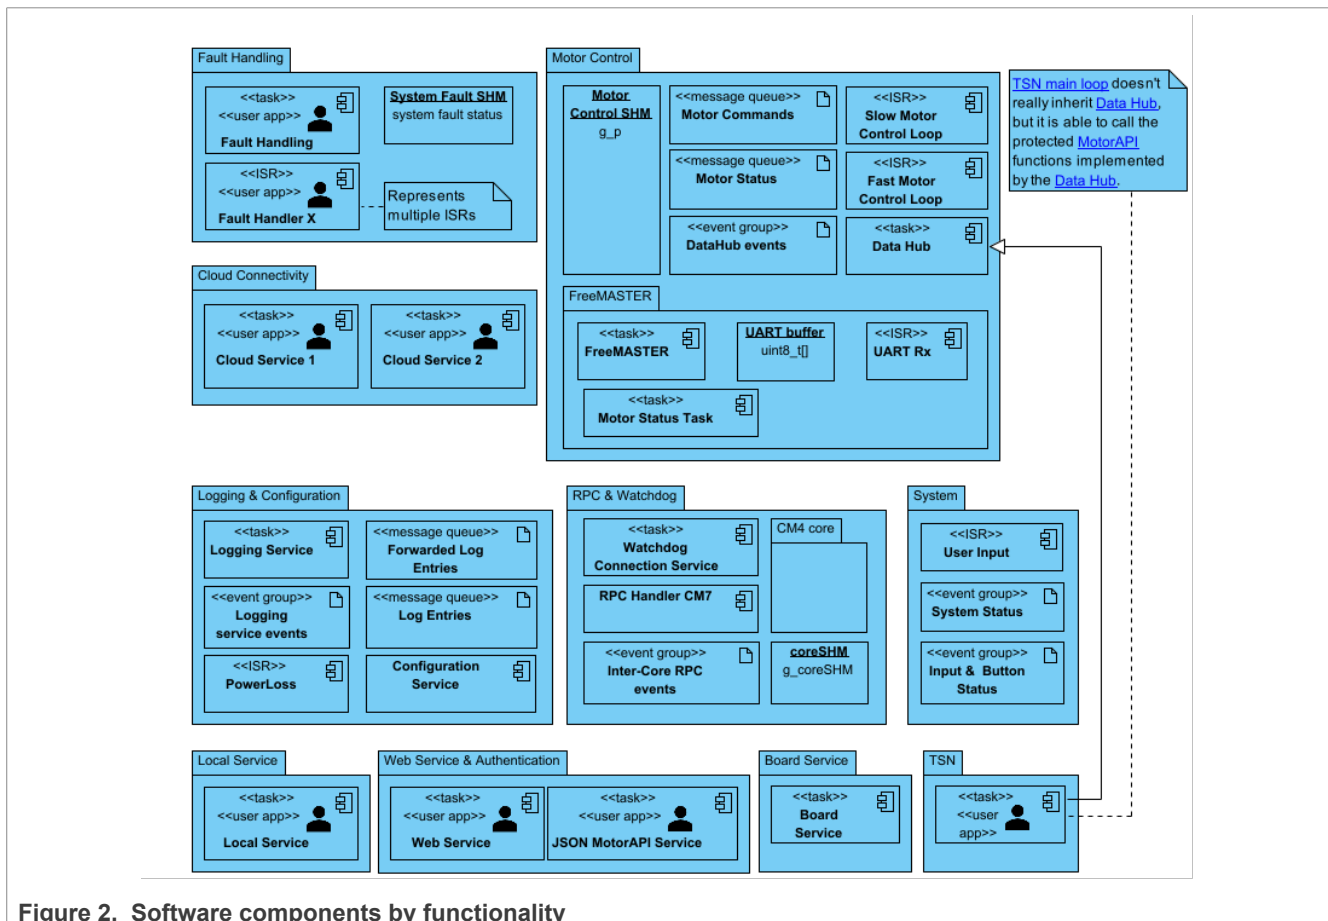 Fault Handling
<<task>>
<<user app>>
Fault Handling
System Fault SHM
system fault status
<<ISR>>
<<user app>>
Fault Handler X
Represents
multiple ISRs
Motor Control
Motor
Control SHM
g_p
<<message queue>>
Motor Commands
<<ISR>>
Slow Motor
Control Loop
<<message queue>>
Motor Status
<<ISR>>
Fast Motor
Control Loop
<<event group>>
DataHub events
<<task>>
Data Hub
TSN main loop doesn't
really inherit Data Hub,
but it is able to call the
protected MotorAPI
functions implemented
by the Data Hub.
Cloud Connectivity
<<task>>
<<user app>>
Cloud Service 1
<<task>>
<<user app>>
Cloud Service 2
FreeMASTER
<<task>>
FreeMASTER
UART buffer
uint8_t[]
<<ISR>>
UART Rx
<<task>>
Motor Status Task
Logging & Configuration
<<task>>
Logging Service
<<message queue>>
Forwarded Log
Entries
<<event group>>
Logging
service events
<<message queue>>
Log Entries
<<ISR>>
PowerLoss
Configuration
Service
RPC & Watchdog
<<task>>
Watchdog
Connection Service
CM4 core
RPC Handler CM7
<<event group>>
Inter-Core RPC
events
coreSHM
g_coreSHM
System
<<ISR>>
User Input
<<event group>>
System Status
<<event group>>
Input & Button
Status
Local Service
<<task>>
<<user app>>
Local Service
Web Service & Authentication
<<task>>
<<user app>>
Web Service
<<task>>
<<user app>>
JSON MotorAPI Service
Board Service
<<task>>
Board
Service
TSN
<<task>>
<<user
app>>
Figure 2. Software components by functionality